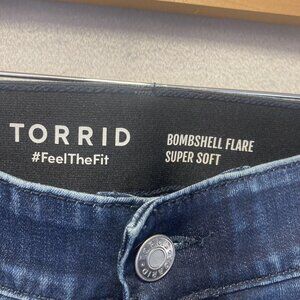 TORRID
#FeelTheFit
BOMBSHELL FLARE
SUPER SOFT